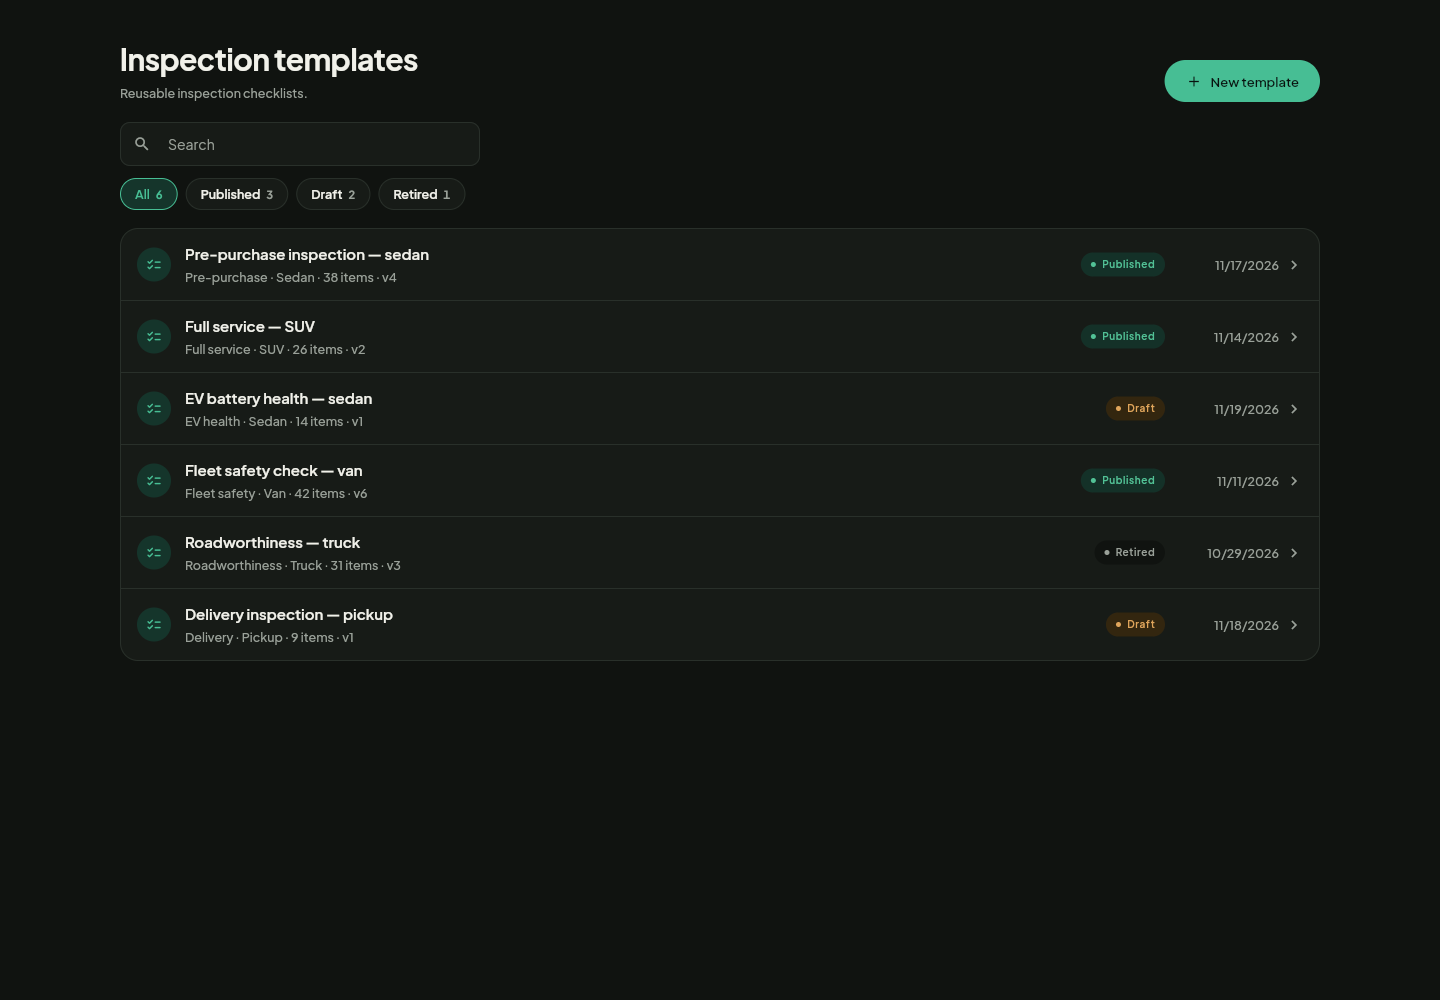 Inspection templates
Reusable inspection checklists.
New template
Search
All 6
Published 3
Draft 2
Retired 1
Pre-purchase inspection — sedan
Pre-purchase · Sedan · 38 items · v4
Published
11/17/2026
Full service — SUV
Full service · SUV · 26 items · v2
Published
11/14/2026
EV battery health — sedan
EV health · Sedan · 14 items · v1
Draft
11/19/2026
Fleet safety check — van
Fleet safety · Van · 42 items · v6
Published
11/11/2026
Roadworthiness — truck
Roadworthiness · Truck · 31 items · v3
Retired
10/29/2026
Delivery inspection — pickup
Delivery · Pickup · 9 items · v1
Draft
11/18/2026